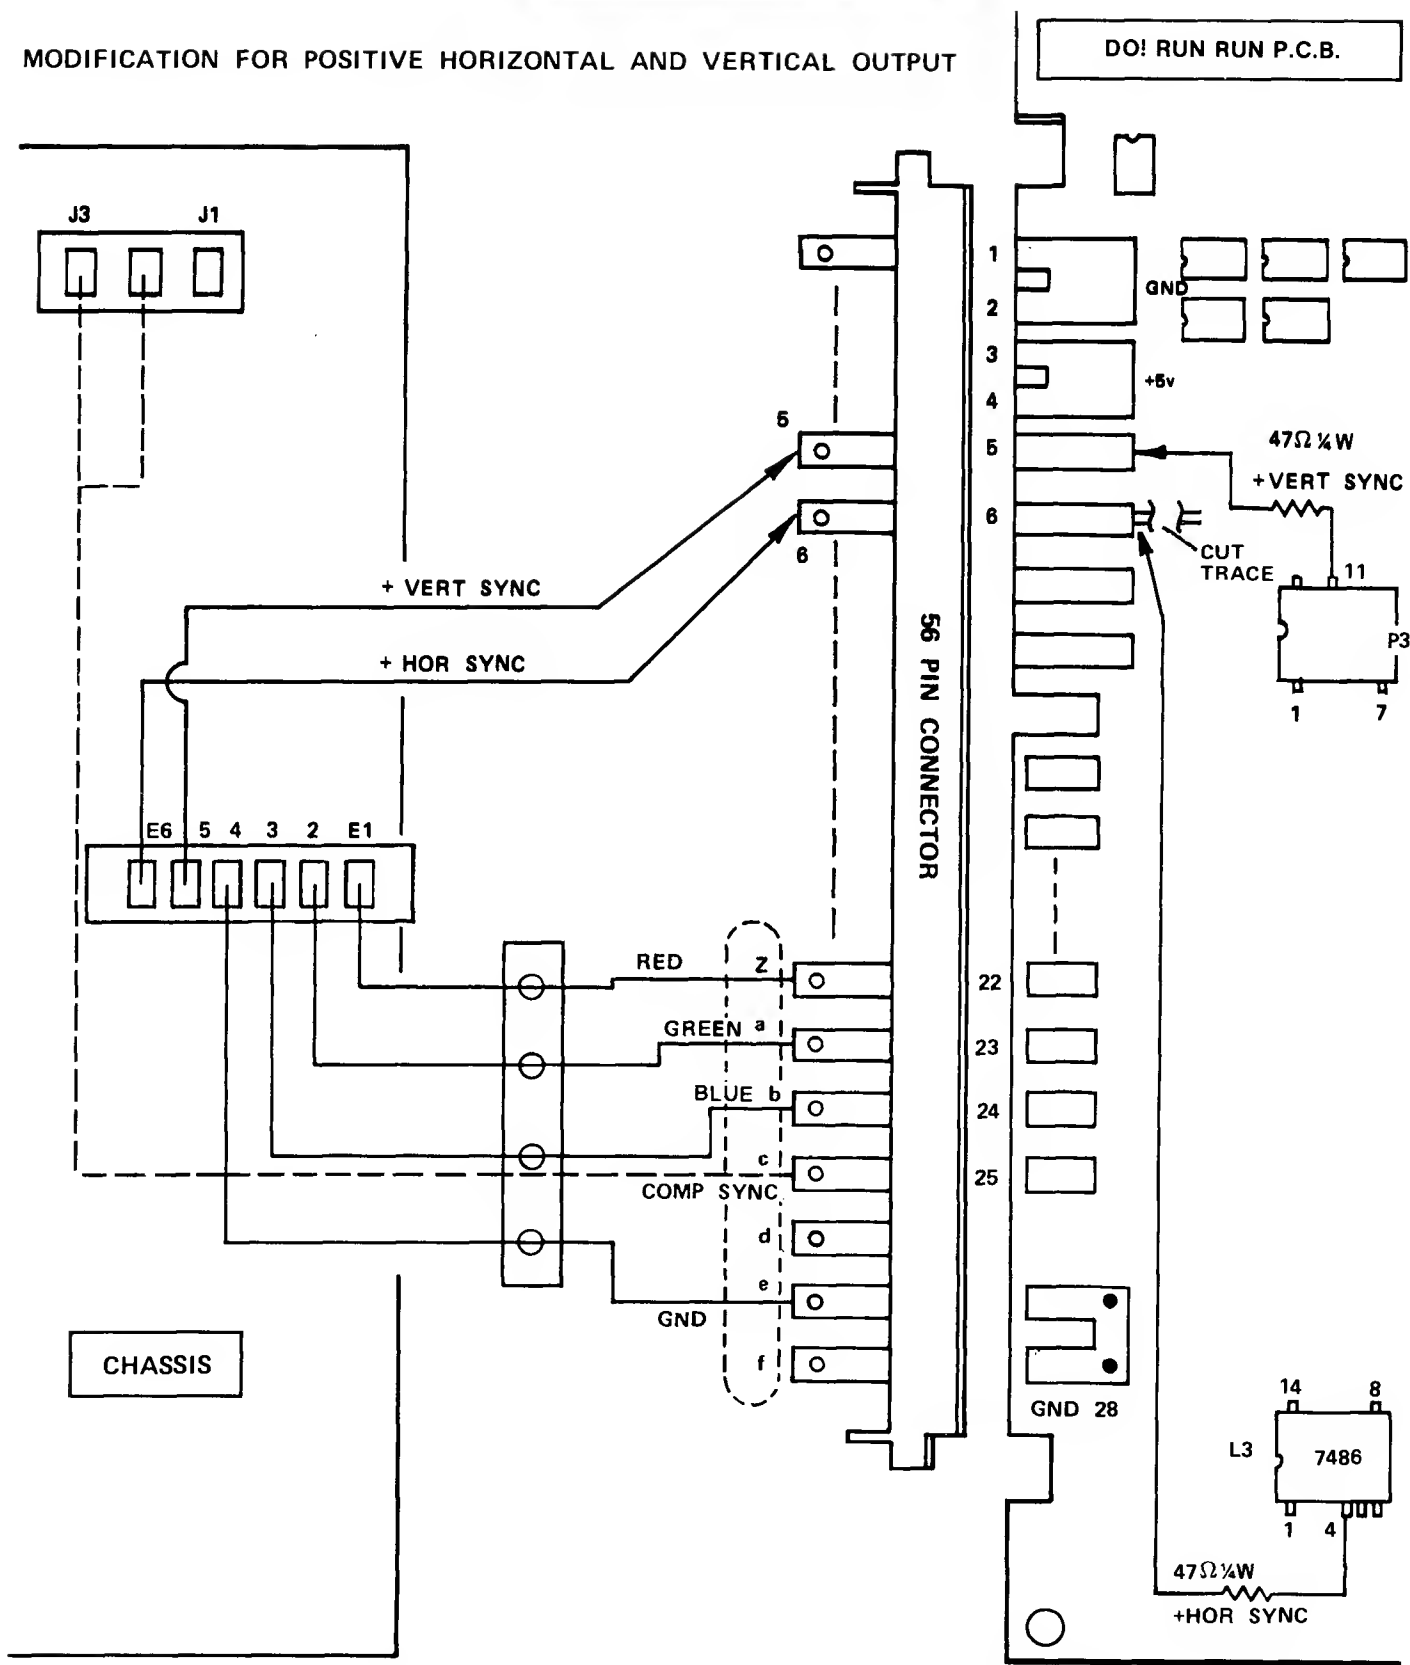 MODIFICATION FOR POSITIVE HORIZONTAL AND VERTICAL OUTPUT
DO! RUN RUN P.C.B.
J3 J1
1
GND
2
3
+5v
4
5
5
47Ω ¼W
+VERT SYNC
6
6
CUT
TRACE
11
P3
1 7
+ VERT SYNC
+ HOR SYNC
56 PIN CONNECTOR
E6 5 4 3 2 E1
RED Z
22
GREEN a
23
BLUE b
24
c
COMP SYNC
25
d
e
GND
f
CHASSIS
GND 28
14 8
L3
7486
1 4
47Ω ¼W
+HOR SYNC